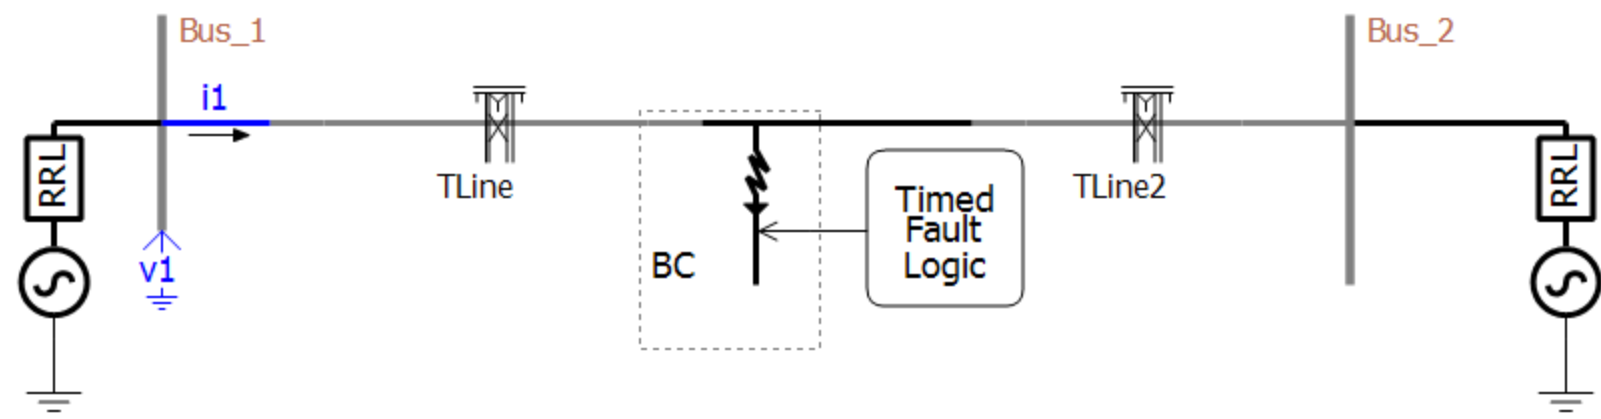 Bus_1
Bus_2
i1
RRL
TLine
TLine2
RRL
Timed
Fault
Logic
BC
v1